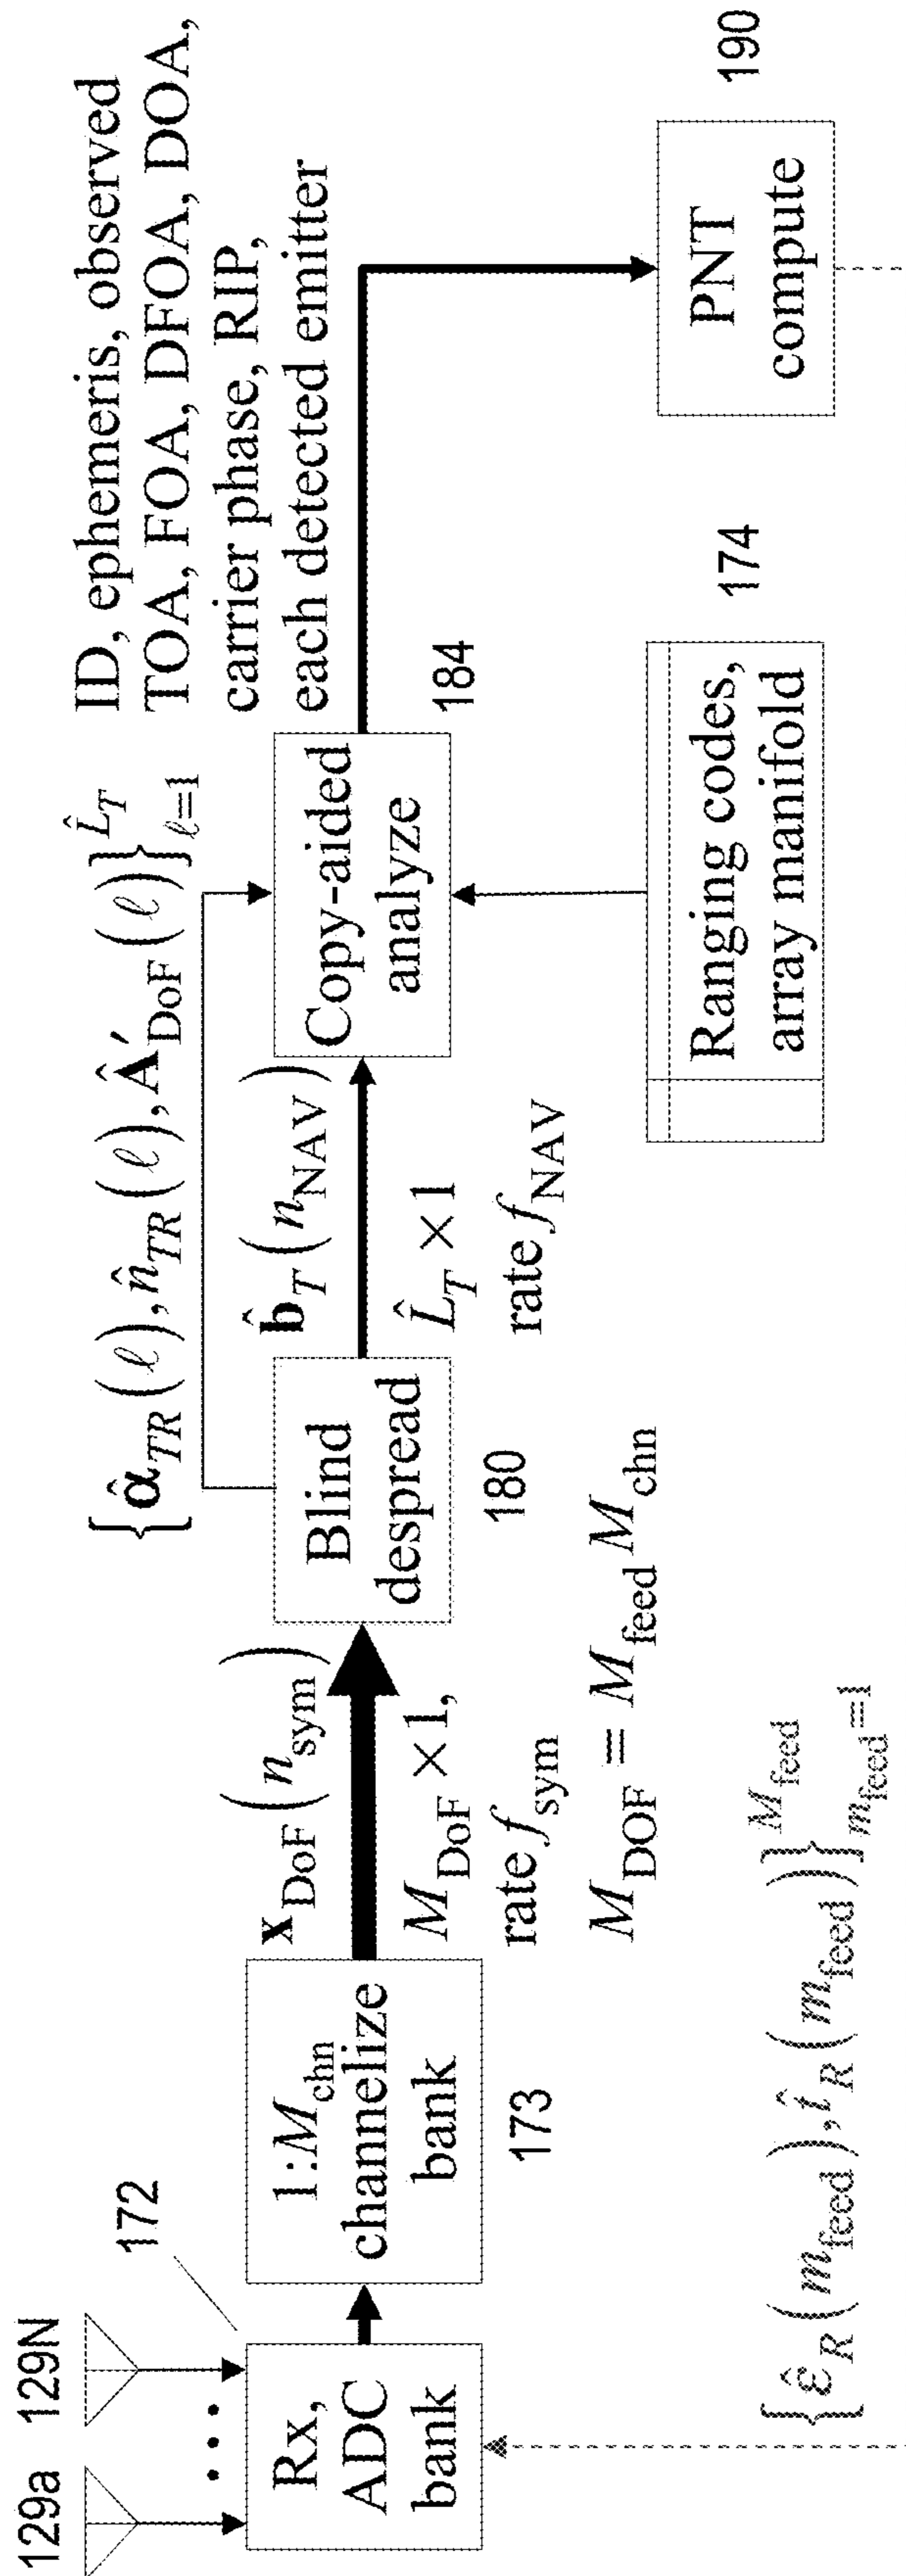 129a
129N
172
Rx,
ADC
bank
1:M_chn
channelize
bank
173
x_DoF(n_sym)
M_DoF × 1,
rate f_sym
M_DOF ≡ M_feed M_chn
Blind
despread
180
{α̂_TR(ℓ), n̂_TR(ℓ), Â′_DoF(ℓ)}_{ℓ=1}^{L̂_T}
b̂_T(n_NAV)
L̂_T × 1
rate f_NAV
Copy-aided
analyze
184
ID, ephemeris, observed
TOA, FOA, DFOA, DOA,
carrier phase, RIP,
each detected emitter
Ranging codes,
array manifold
174
PNT
compute
190
{ε̂_R(m_feed), t̂_R(m_feed)}_{m_feed=1}^{M_feed}